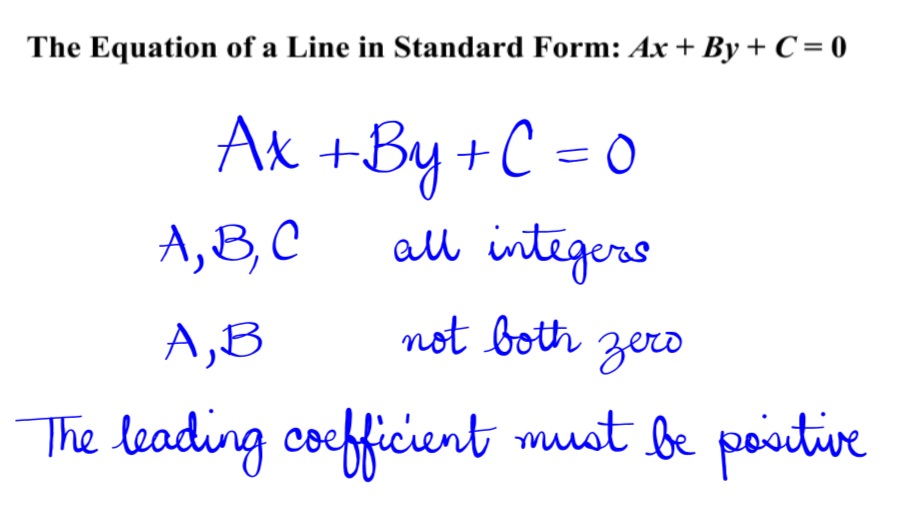 The Equation of a Line in Standard Form: Ax + By + C = 0
Ax + By + C = 0
A, B, C all integers
A, B not both zero
The leading coefficient must be positive